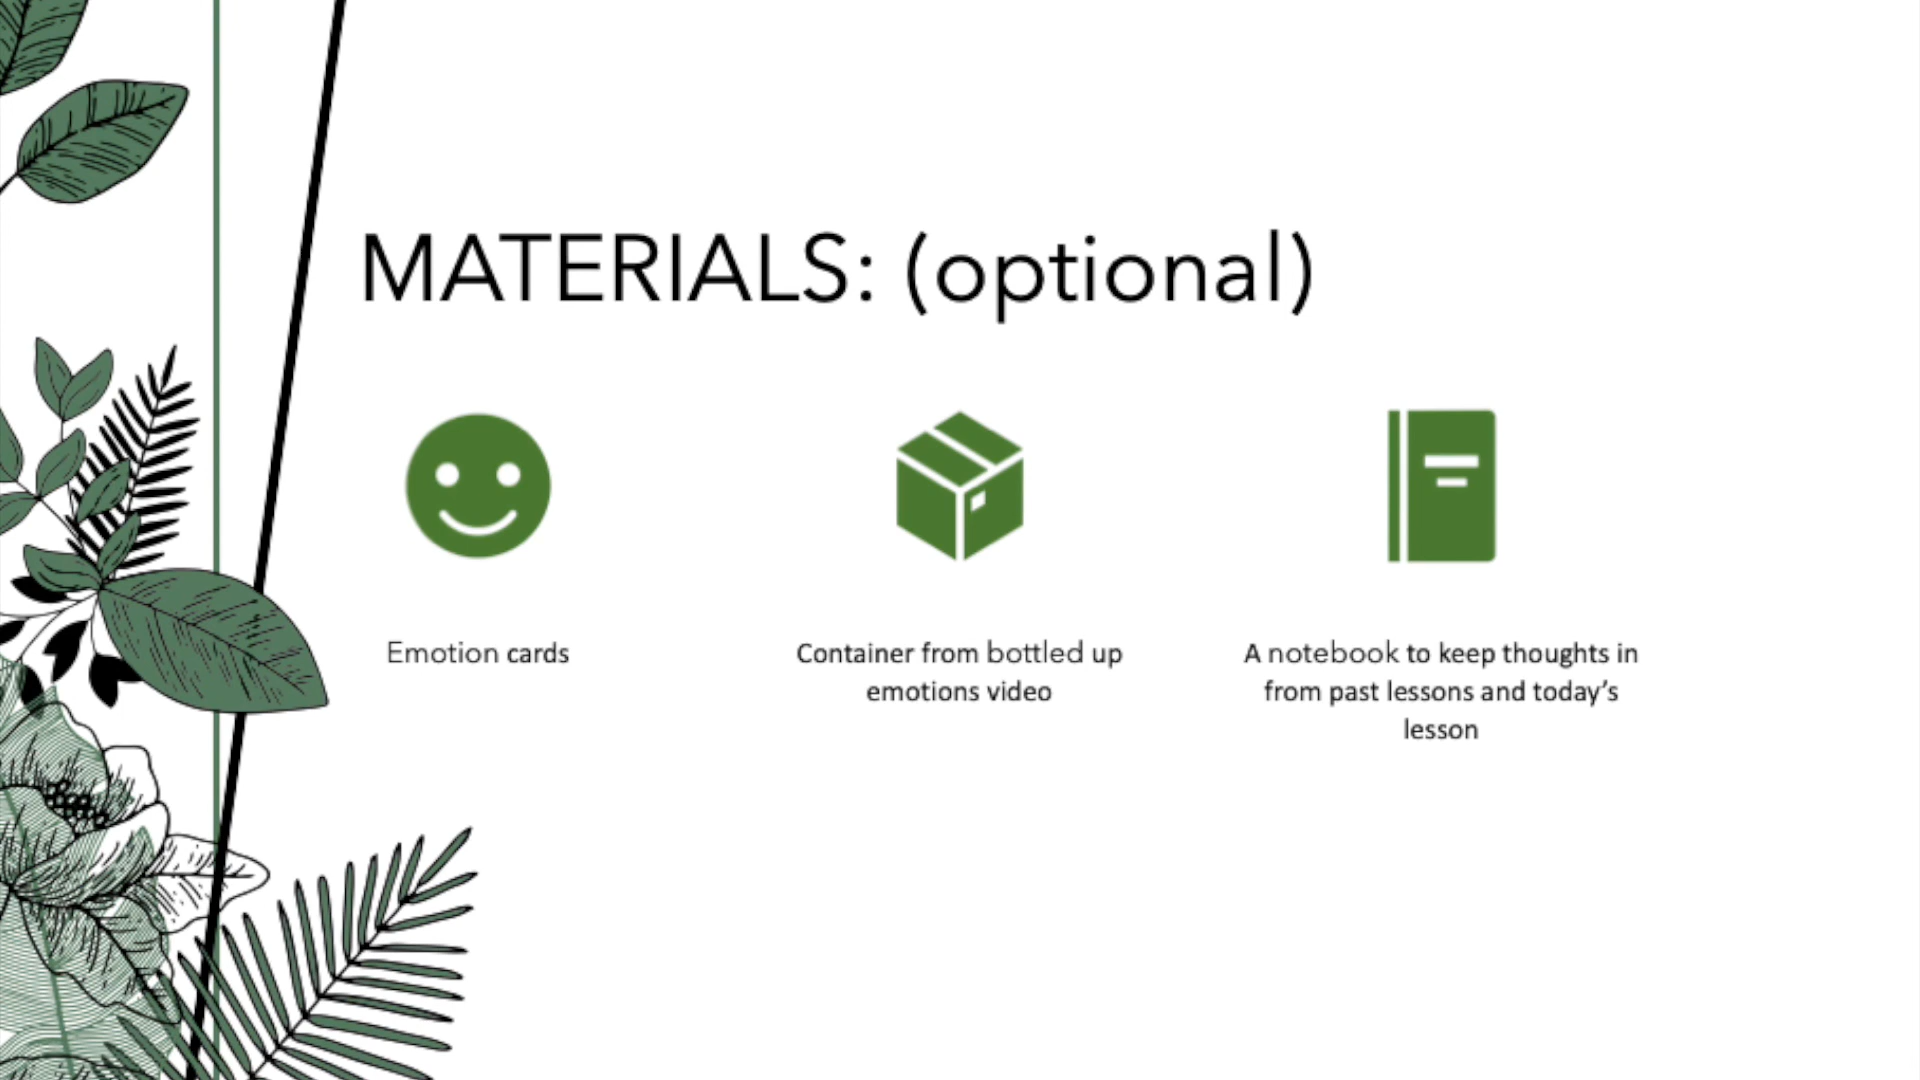 MATERIALS: (optional)
Emotion cards
Container from bottled up
emotions video
A notebook to keep thoughts in
from past lessons and today’s
lesson